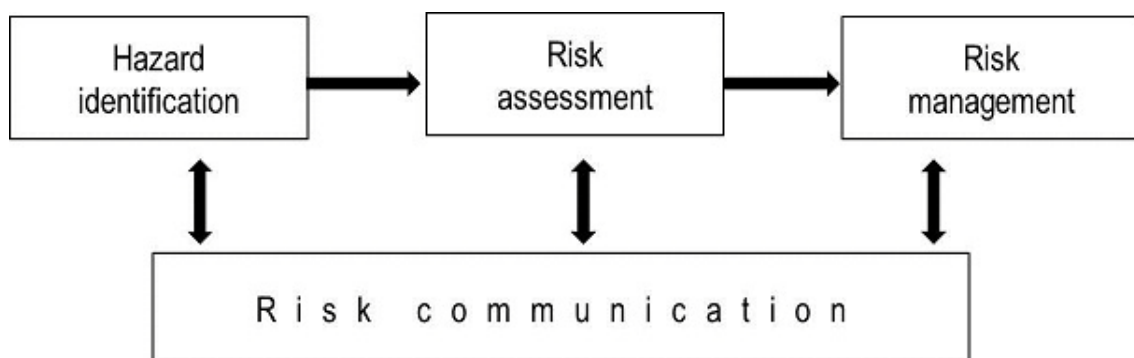 Hazard
identification
Risk
assessment
Risk
management
Risk communication